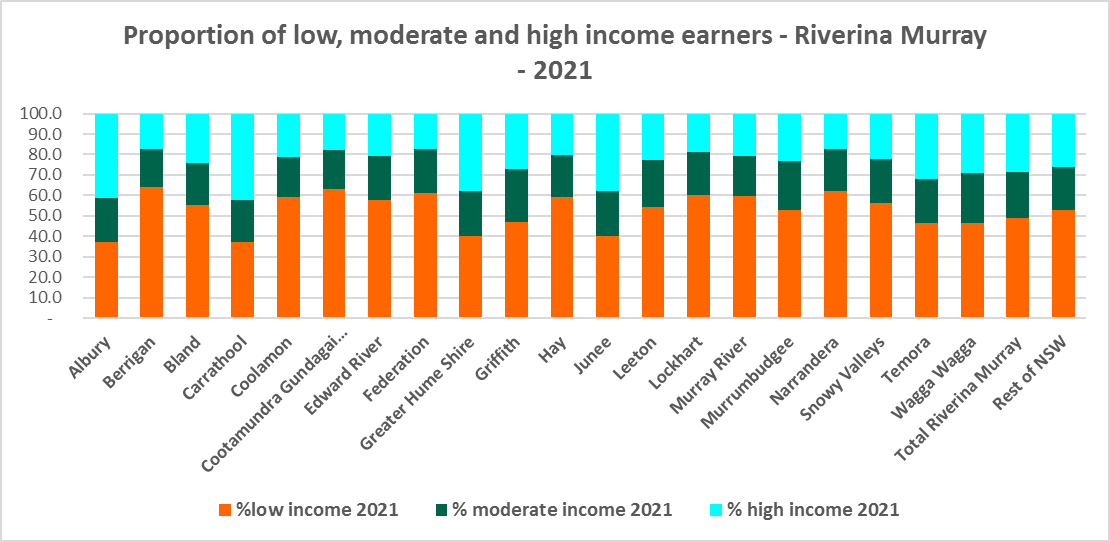 Proportion of low, moderate and high income earners - Riverina Murray
- 2021
100.0
90.0
80.0
70.0
60.0
50.0
40.0
30.0
20.0
10.0
-
Albury
Berrigan
Bland
Carrathool
Coolamon
Cootamundra Gundagai...
Edward River
Federation
Greater Hume Shire
Griffith
Hay
Junee
Leeton
Lockhart
Murray River
Murrumbudgee
Narrandera
Snowy Valleys
Temora
Wagga Wagga
Total Riverina Murray
Rest of NSW
%low income 2021
% moderate income 2021
% high income 2021